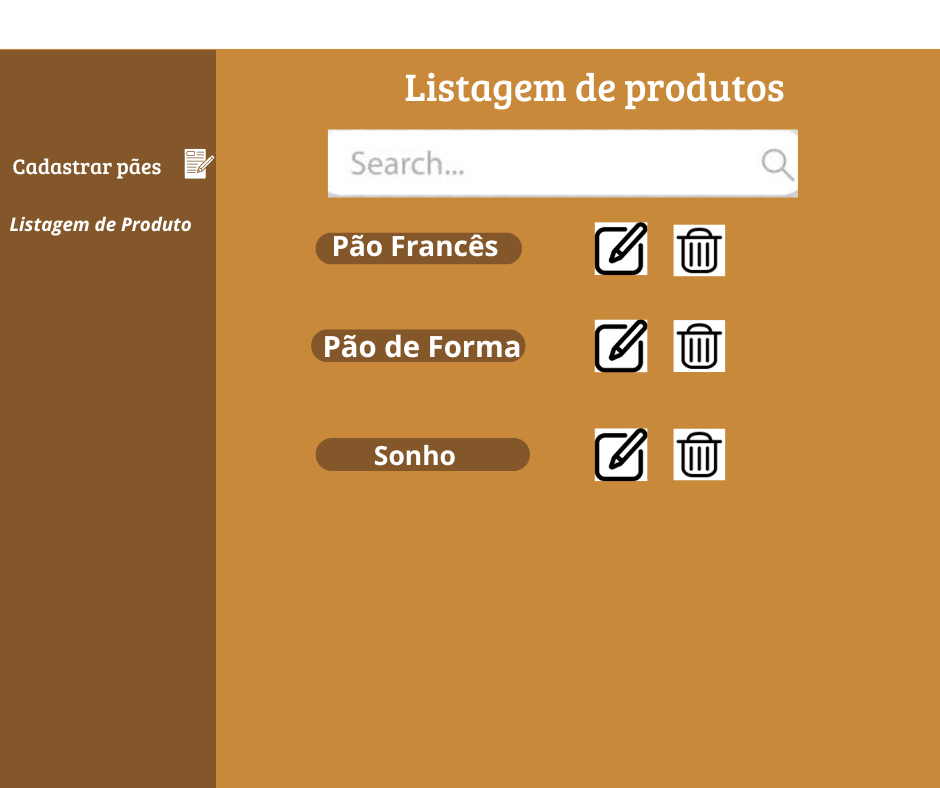 Listagem de produtos
Search...
Cadastrar pães
Listagem de Produto
Pão Francês
Pão de Forma
Sonho